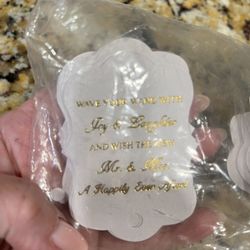 WAVE YOUR WAND WITH
Joy & Laughter
AND WISH THE NEW
Mr. & Mrs.
A Happily Ever After!